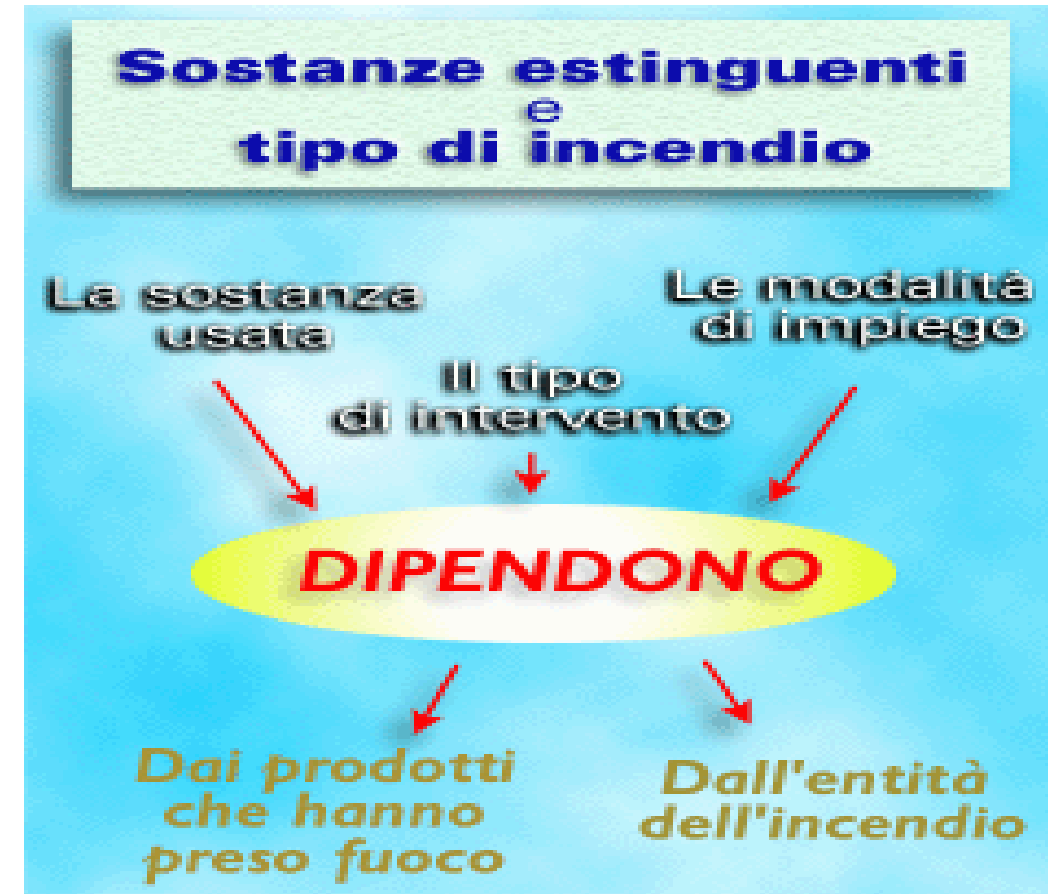 Sostanze estinguenti
e
tipo di incendio
La sostanza
usata
Il tipo
di intervento
Le modalità
di impiego
DIPENDONO
Dai prodotti
che hanno
preso fuoco
Dall'entità
dell'incendio